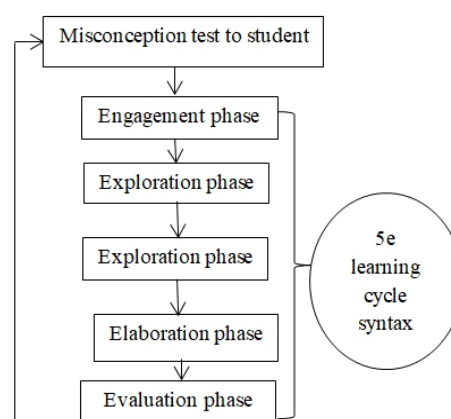 Misconception test to student
Engagement phase
Exploration phase
Exploration phase
Elaboration phase
Evaluation phase
5e
learning
cycle
syntax